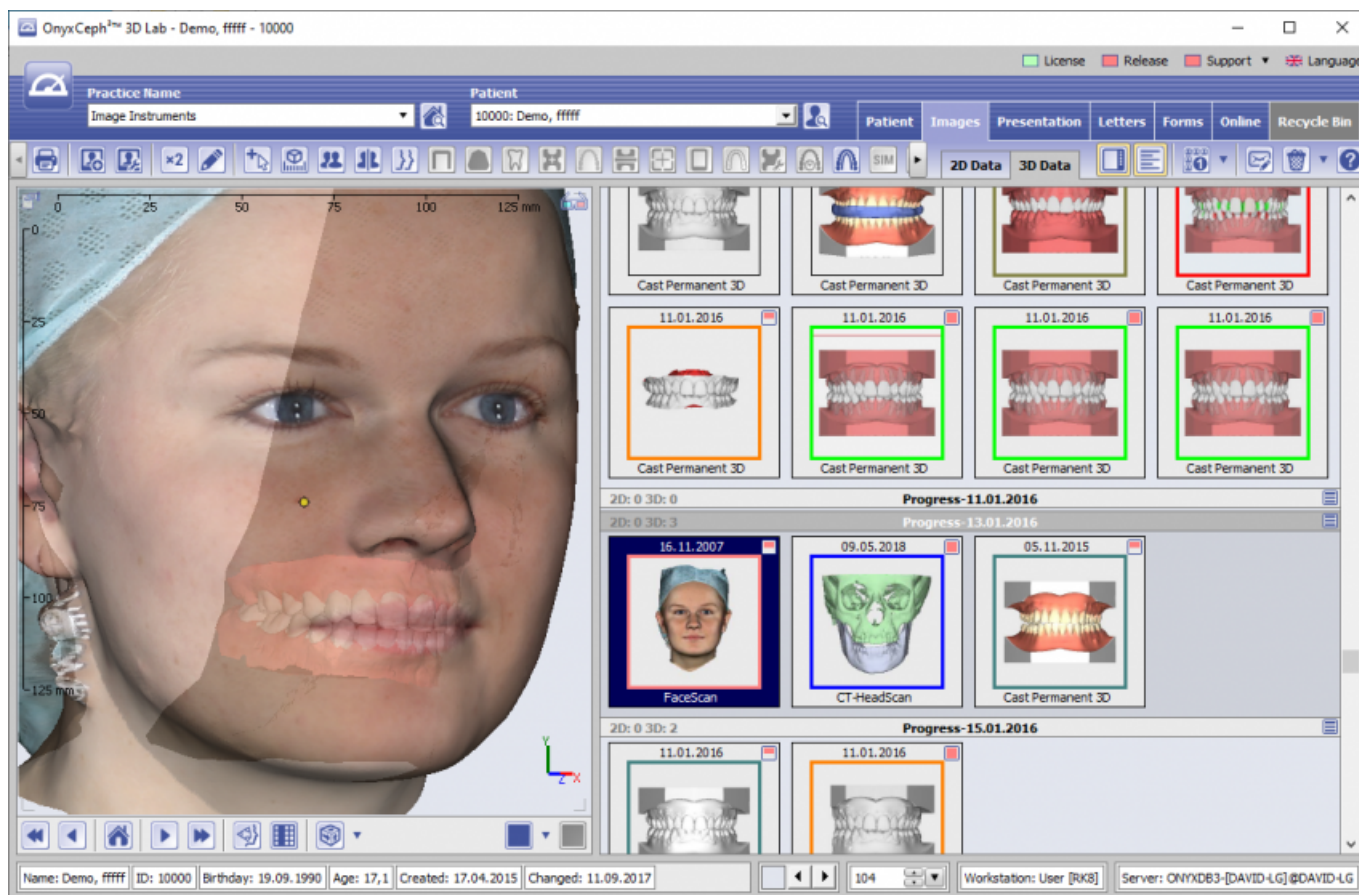 OnyxCeph³™ 3D Lab - Demo, fffff - 10000
License Release Support Language
Practice Name Patient
Image Instruments 10000: Demo, fffff
Patient Images Presentation Letters Forms Online Recycle Bin
×2 SIM 2D Data 3D Data
0 25 50 75 100 125 mm
0
25
50
75
100
125 mm
Y
Z X
Cast Permanent 3D Cast Permanent 3D Cast Permanent 3D Cast Permanent 3D
11.01.2016 11.01.2016 11.01.2016 11.01.2016
Cast Permanent 3D Cast Permanent 3D Cast Permanent 3D Cast Permanent 3D
2D: 0 3D: 0 Progress-11.01.2016
2D: 0 3D: 3 Progress-13.01.2016
16.11.2007 09.05.2018 05.11.2015
FaceScan CT-HeadScan Cast Permanent 3D
2D: 0 3D: 2 Progress-15.01.2016
11.01.2016 11.01.2016
Name: Demo, fffff ID: 10000 Birthday: 19.09.1990 Age: 17,1 Created: 17.04.2015 Changed: 11.09.2017 104 Workstation: User [RK8] Server: ONYXDB3-[DAVID-LG]@DAVID-LG